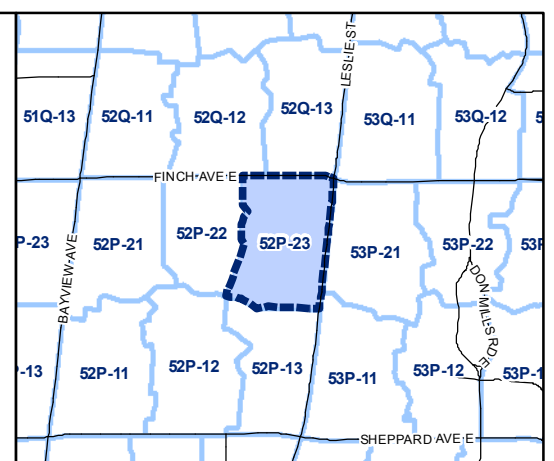 LESLIE ST
51Q-13 52Q-11 52Q-12 52Q-13 53Q-11 53Q-12 5
FINCH AVE E
P-23 52P-21 52P-22 52P-23 53P-21 53P-22 53P
BAYVIEW AVE
DON MILLS RD E
-13 52P-11 52P-12 52P-13 53P-11 53P-12 53P-1
SHEPPARD AVE E